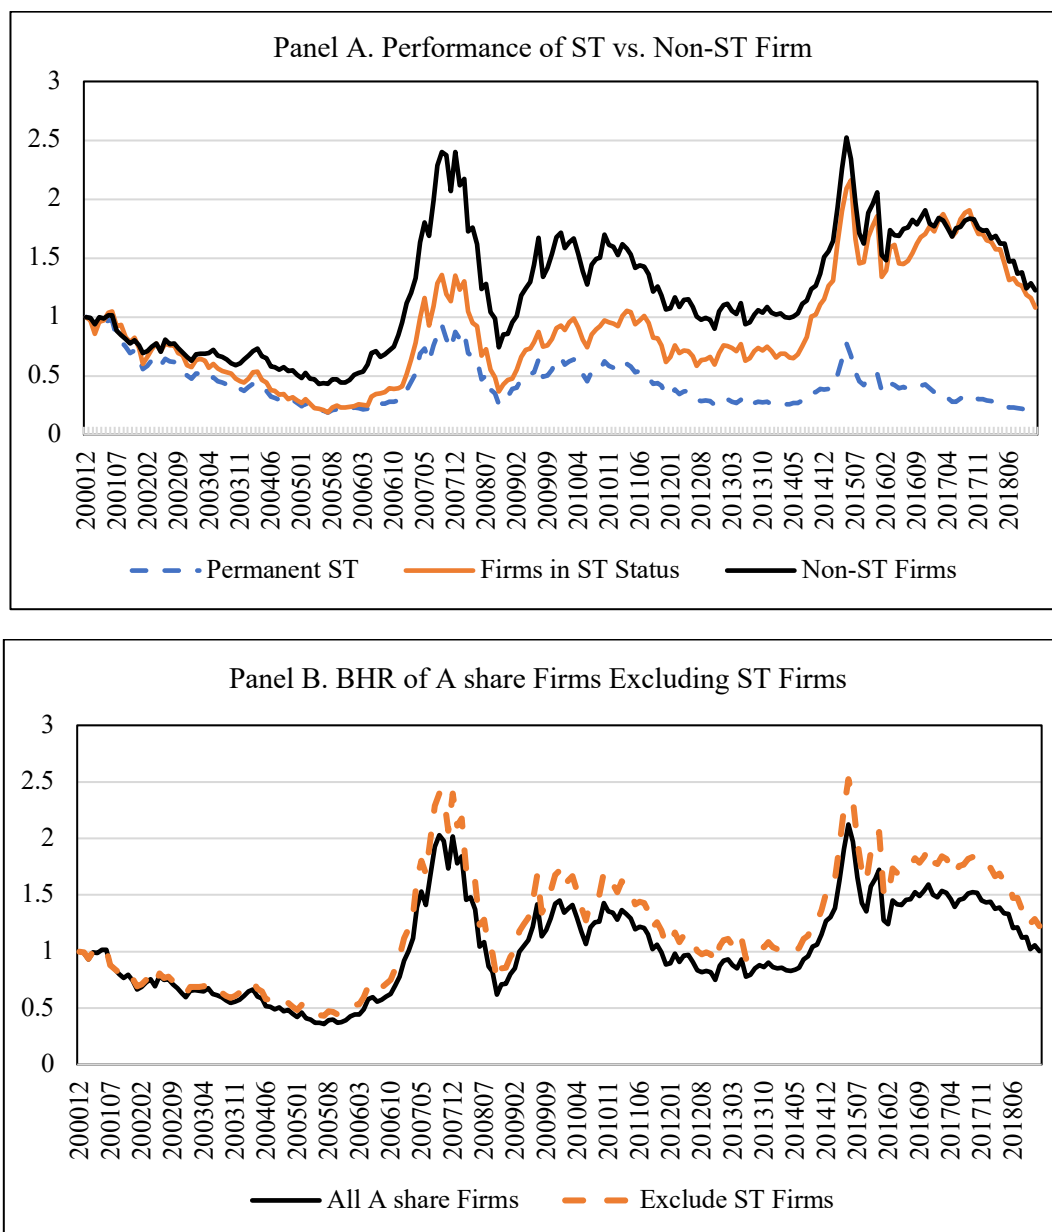 Panel A. Performance of ST vs. Non-ST Firm
3
2.5
2
1.5
1
0.5
0
200012 200107 200202 200209 200304 200311 200406 200501 200508 200603 200610 200705 200712 200807 200902 200909 201004 201011 201106 201201 201208 201303 201310 201405 201412 201507 201602 201609 201704 201711 201806
Permanent ST Firms in ST Status Non-ST Firms
Panel B. BHR of A share Firms Excluding ST Firms
3
2.5
2
1.5
1
0.5
0
200012 200107 200202 200209 200304 200311 200406 200501 200508 200603 200610 200705 200712 200807 200902 200909 201004 201011 201106 201201 201208 201303 201310 201405 201412 201507 201602 201609 201704 201711 201806
All A share Firms Exclude ST Firms